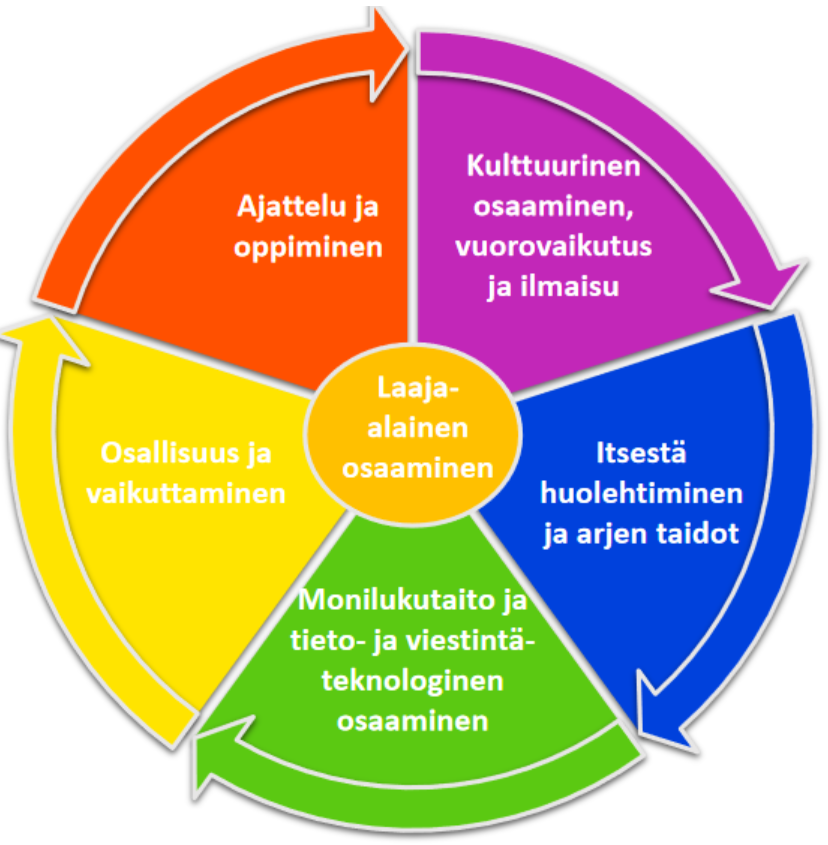 Ajattelu ja
oppiminen
Kulttuurinen
osaaminen,
vuorovaikutus
ja ilmaisu
Laaja-
alainen
osaaminen
Osallisuus ja
vaikuttaminen
Itsestä
huolehtiminen
ja arjen taidot
Monilukutaito ja
tieto- ja viestintä-
teknologinen
osaaminen